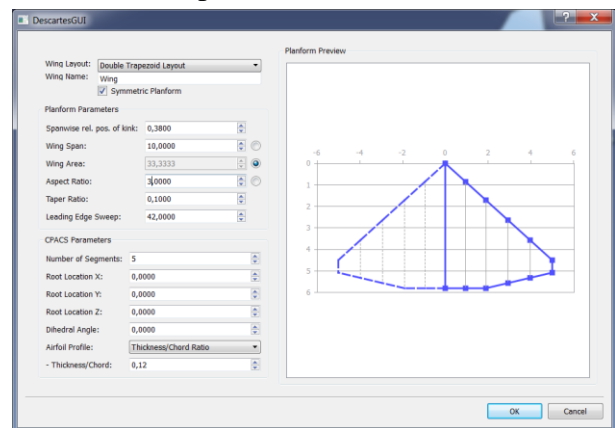 DescartesGUI
Wing Layout: Double Trapezoid Layout
Wing Name: Wing
Symmetric Planform
Planform Parameters
Spanwise rel. pos. of kink: 0,3800
Wing Span: 10,0000
Wing Area: 33,3333
Aspect Ratio: 3,0000
Taper Ratio: 0,1000
Leading Edge Sweep: 42,0000
CPACS Parameters
Number of Segments: 5
Root Location X: 0,0000
Root Location Y: 0,0000
Root Location Z: 0,0000
Dihedral Angle: 0,0000
Airfoil Profile: Thickness/Chord Ratio
- Thickness/Chord: 0,12
Planform Preview
-6 -4 -2 0 2 4 6
0
1
2
3
4
5
6
OK Cancel